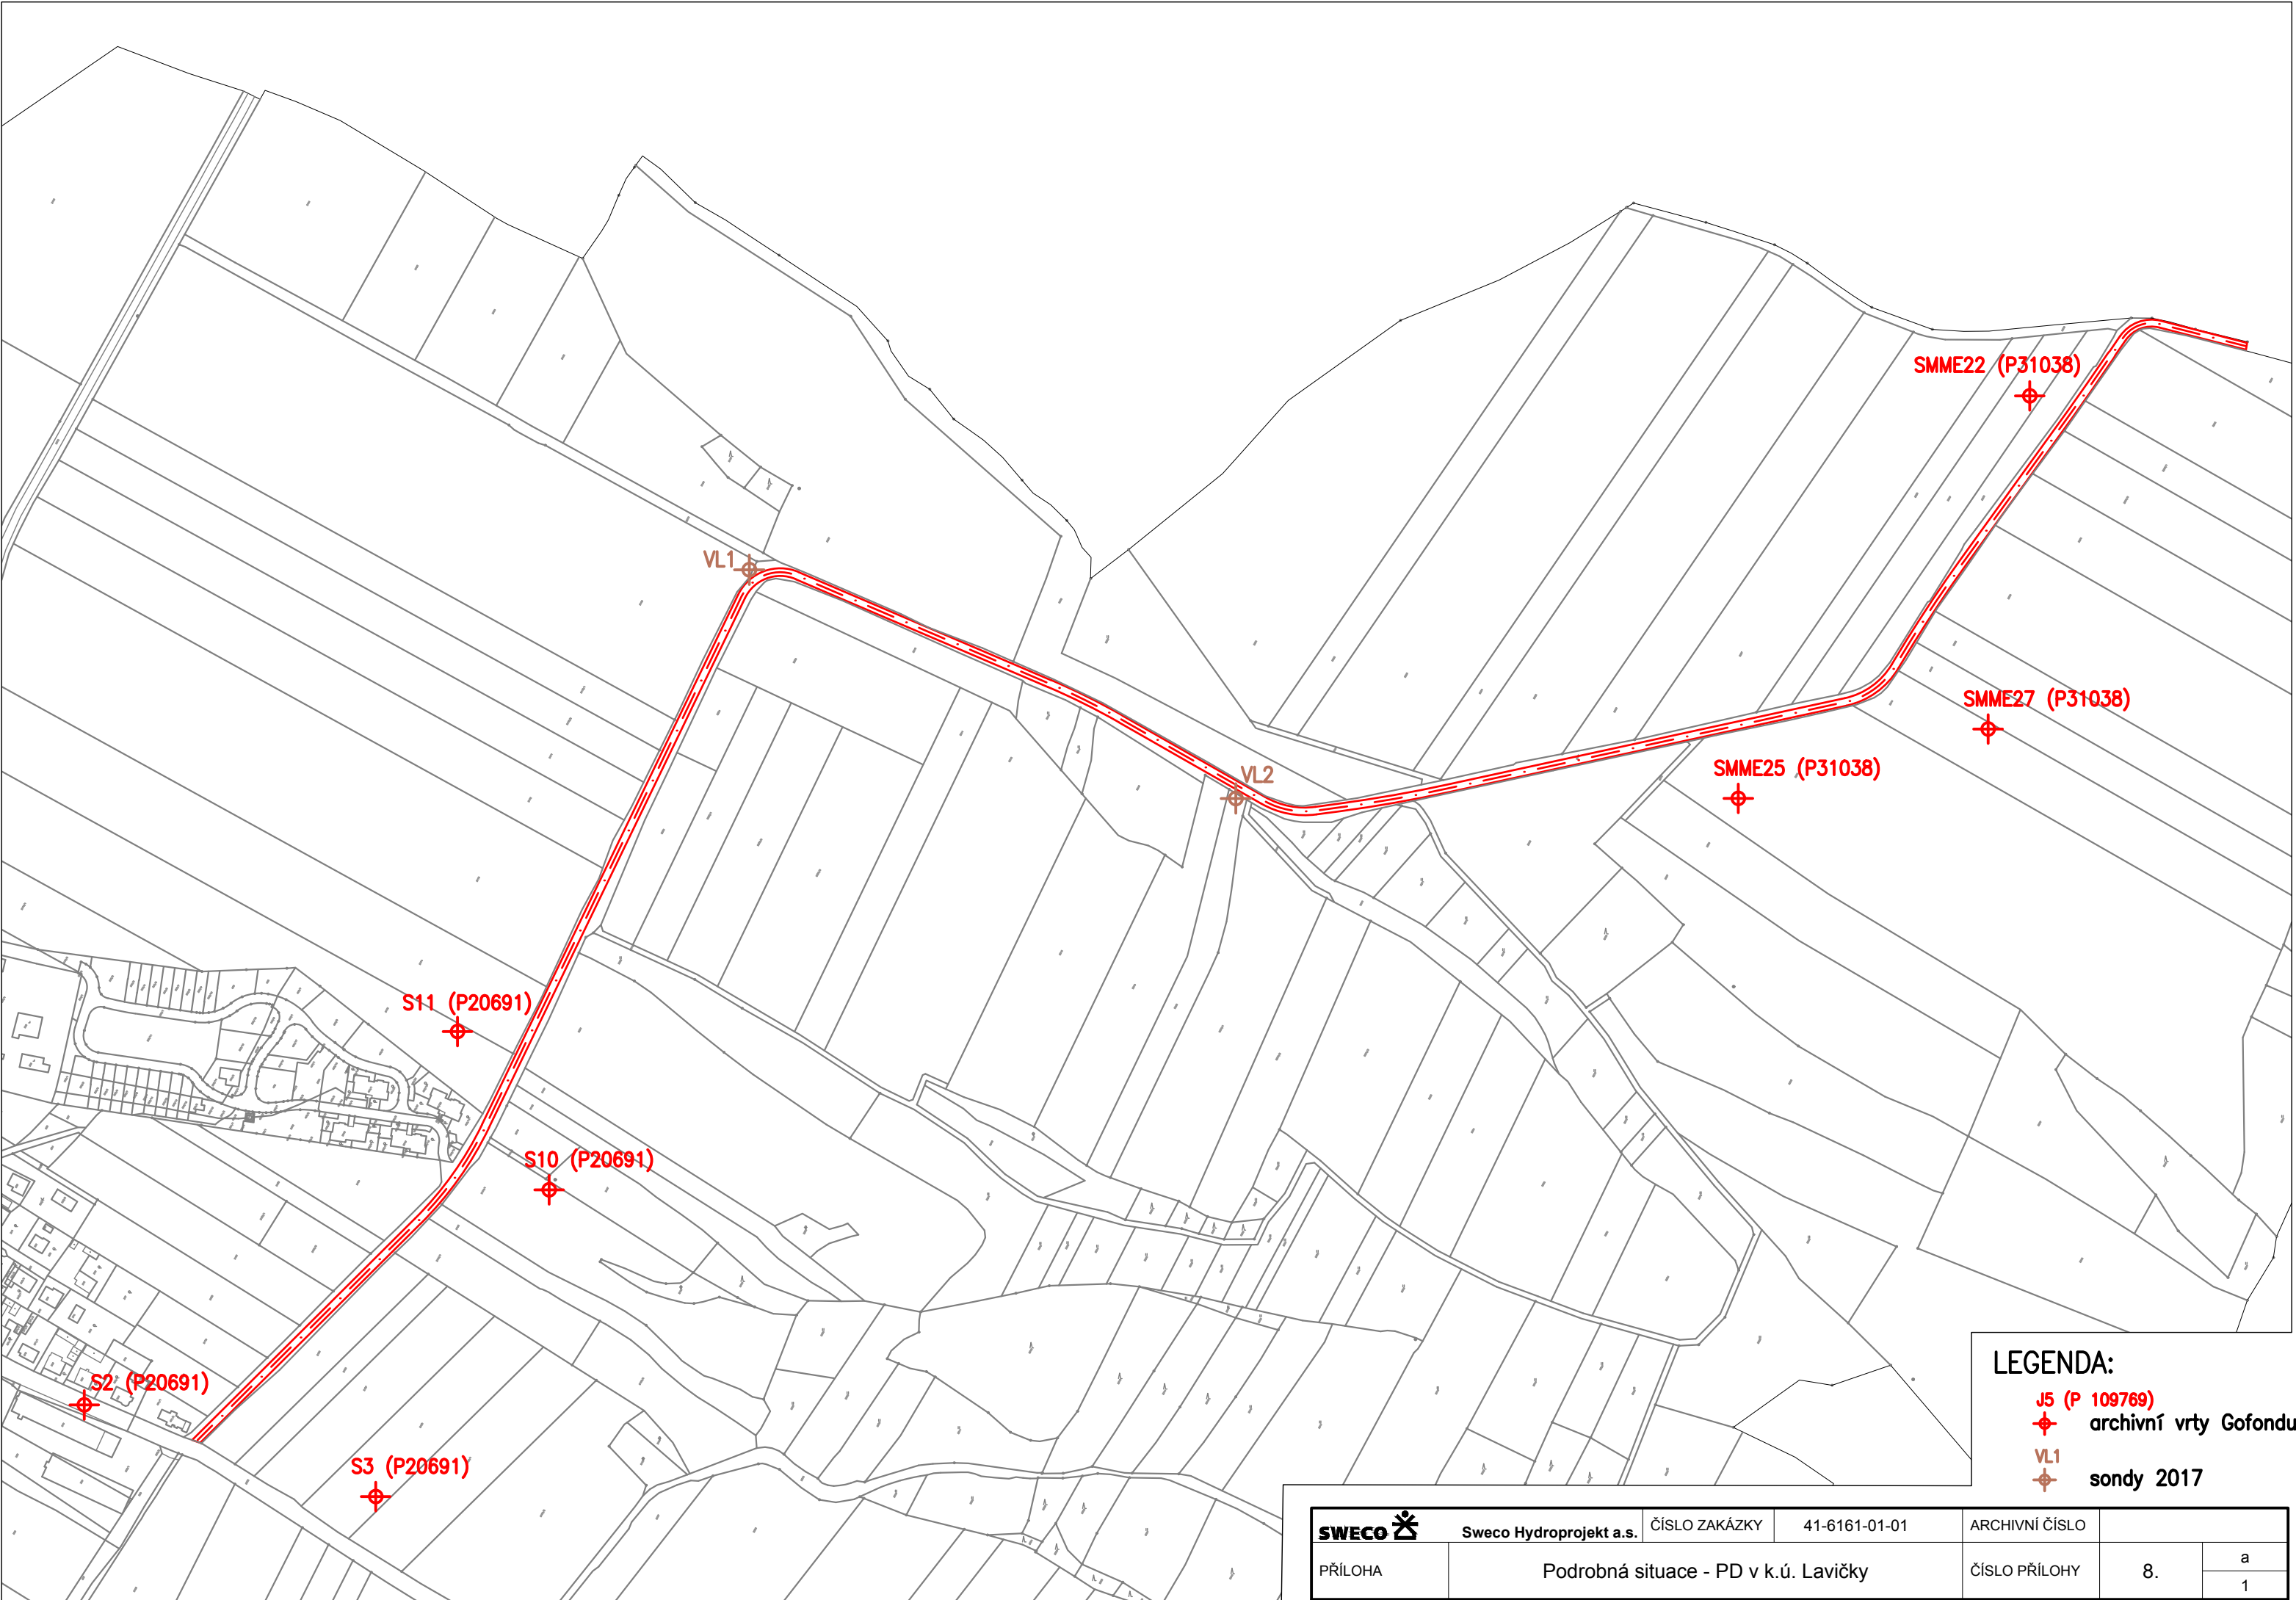 SMME22 (P31038)
VL1
SMME27 (P31038)
SMME25 (P31038)
VL2
S11 (P20691)
S10 (P20691)
S2 (P20691)
S3 (P20691)
LEGENDA:
J5 (P 109769)
archivní vrty Gofondu
VL1
sondy 2017
SWECO Sweco Hydroprojekt a.s. ČÍSLO ZAKÁZKY 41-6161-01-01 ARCHIVNÍ ČÍSLO
PŘÍLOHA Podrobná situace - PD v k.ú. Lavičky ČÍSLO PŘÍLOHY 8. a
1